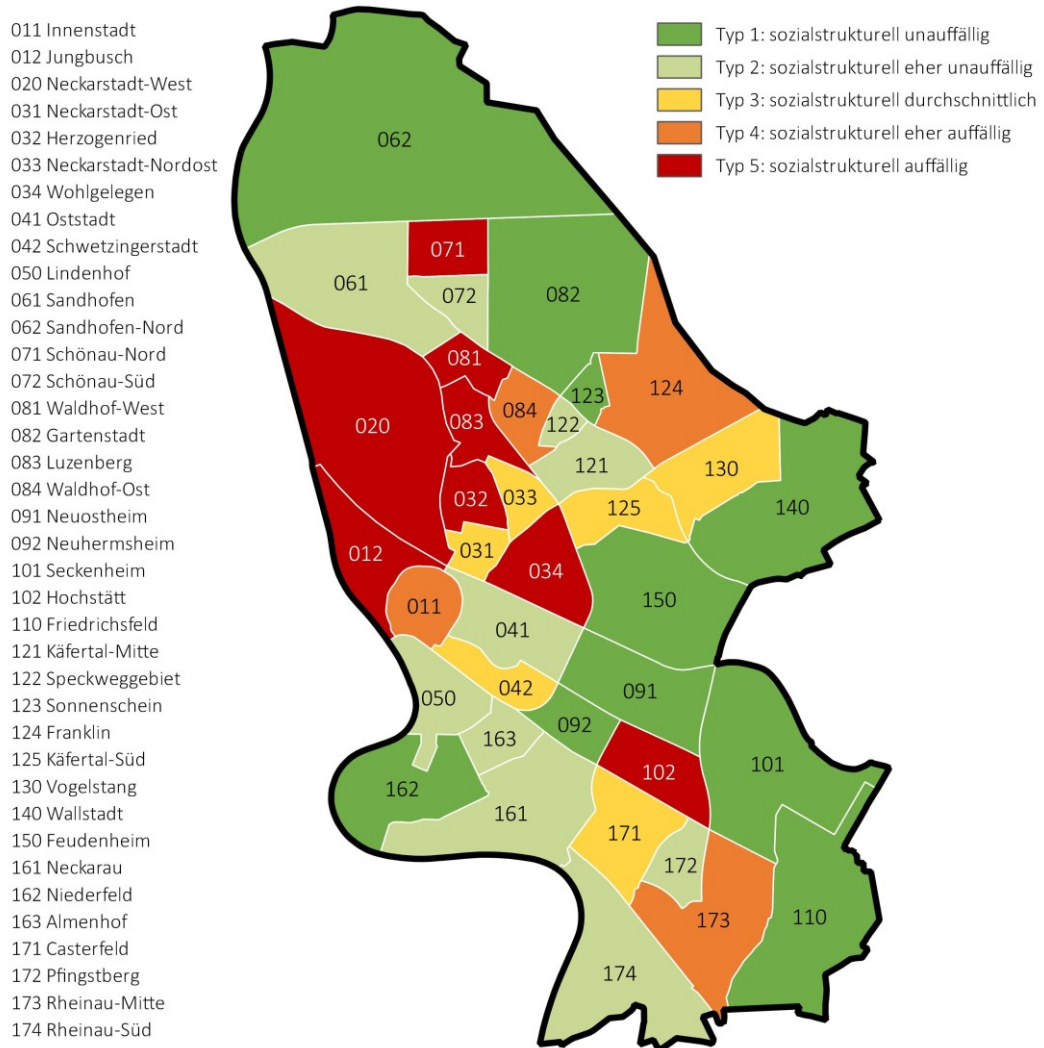 011 Innenstadt
012 Jungbusch
020 Neckarstadt-West
031 Neckarstadt-Ost
032 Herzogenried
033 Neckarstadt-Nordost
034 Wohlgelegen
041 Oststadt
042 Schwetzingerstadt
050 Lindenhof
061 Sandhofen
062 Sandhofen-Nord
071 Schönau-Nord
072 Schönau-Süd
081 Waldhof-West
082 Gartenstadt
083 Luzenberg
084 Waldhof-Ost
091 Neuostheim
092 Neuhermsheim
101 Seckenheim
102 Hochstätt
110 Friedrichsfeld
121 Käfertal-Mitte
122 Speckweggebiet
123 Sonnenschein
124 Franklin
125 Käfertal-Süd
130 Vogelstang
140 Wallstadt
150 Feudenheim
161 Neckarau
162 Niederfeld
163 Almenhof
171 Casterfeld
172 Pfingstberg
173 Rheinau-Mitte
174 Rheinau-Süd
Typ 1: sozialstrukturell unauffällig
Typ 2: sozialstrukturell eher unauffällig
Typ 3: sozialstrukturell durchschnittlich
Typ 4: sozialstrukturell eher auffällig
Typ 5: sozialstrukturell auffällig
062
071
061
072
082
081
123
124
084
020
083
122
121
130
032
033
125
140
031
012
034
011
150
041
042
091
050
092
163
102
101
162
161
171
172
110
173
174